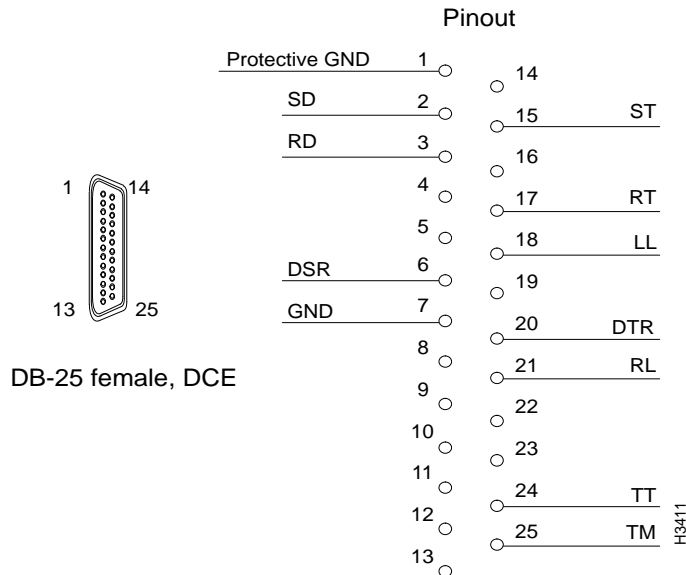 Pinout
Protective GND 1
14
SD 2
15 ST
RD 3
16
4
17 RT
5
18 LL
DSR 6
19
GND 7
20 DTR
8
21 RL
9
22
10
23
11
24 TT
12
25 TM
13
1 14
13 25
DB-25 female, DCE
H3411